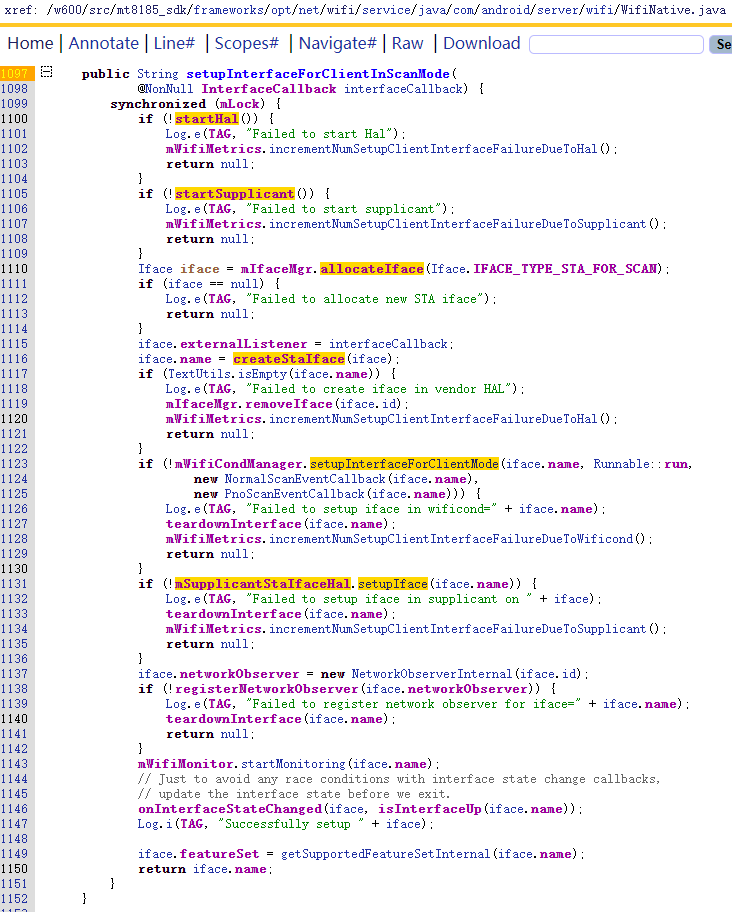 xref: /w600/src/mt8185_sdk/frameworks/opt/net/wifi/service/java/com/android/server/wifi/WifiNative.java
Home | Annotate | Line# | Scopes# | Navigate# | Raw | Download Se
1097 public String setupInterfaceForClientInScanMode(
1098 @NonNull InterfaceCallback interfaceCallback) {
1099 synchronized (mLock) {
1100 if (!startHal()) {
1101 Log.e(TAG, "Failed to start Hal");
1102 mWifiMetrics.incrementNumSetupClientInterfaceFailureDueToHal();
1103 return null;
1104 }
1105 if (!startSupplicant()) {
1106 Log.e(TAG, "Failed to start supplicant");
1107 mWifiMetrics.incrementNumSetupClientInterfaceFailureDueToSupplicant();
1108 return null;
1109 }
1110 Iface iface = mIfaceMgr.allocateIface(Iface.IFACE_TYPE_STA_FOR_SCAN);
1111 if (iface == null) {
1112 Log.e(TAG, "Failed to allocate new STA iface");
1113 return null;
1114 }
1115 iface.externalListener = interfaceCallback;
1116 iface.name = createStaIface(iface);
1117 if (TextUtils.isEmpty(iface.name)) {
1118 Log.e(TAG, "Failed to create iface in vendor HAL");
1119 mIfaceMgr.removeIface(iface.id);
1120 mWifiMetrics.incrementNumSetupClientInterfaceFailureDueToHal();
1121 return null;
1122 }
1123 if (!mWifiCondManager.setupInterfaceForClientMode(iface.name, Runnable::run,
1124 new NormalScanEventCallback(iface.name),
1125 new PnoScanEventCallback(iface.name))) {
1126 Log.e(TAG, "Failed to setup iface in wificond=" + iface.name);
1127 teardownInterface(iface.name);
1128 mWifiMetrics.incrementNumSetupClientInterfaceFailureDueToWificond();
1129 return null;
1130 }
1131 if (!mSupplicantStaIfaceHal.setupIface(iface.name)) {
1132 Log.e(TAG, "Failed to setup iface in supplicant on " + iface);
1133 teardownInterface(iface.name);
1134 mWifiMetrics.incrementNumSetupClientInterfaceFailureDueToSupplicant();
1135 return null;
1136 }
1137 iface.networkObserver = new NetworkObserverInternal(iface.id);
1138 if (!registerNetworkObserver(iface.networkObserver)) {
1139 Log.e(TAG, "Failed to register network observer for iface=" + iface.name);
1140 teardownInterface(iface.name);
1141 return null;
1142 }
1143 mWifiMonitor.startMonitoring(iface.name);
1144 // Just to avoid any race conditions with interface state change callbacks,
1145 // update the interface state before we exit.
1146 onInterfaceStateChanged(iface, isInterfaceUp(iface.name));
1147 Log.i(TAG, "Successfully setup " + iface);
1148
1149 iface.featureSet = getSupportedFeatureSetInternal(iface.name);
1150 return iface.name;
1151 }
1152 }